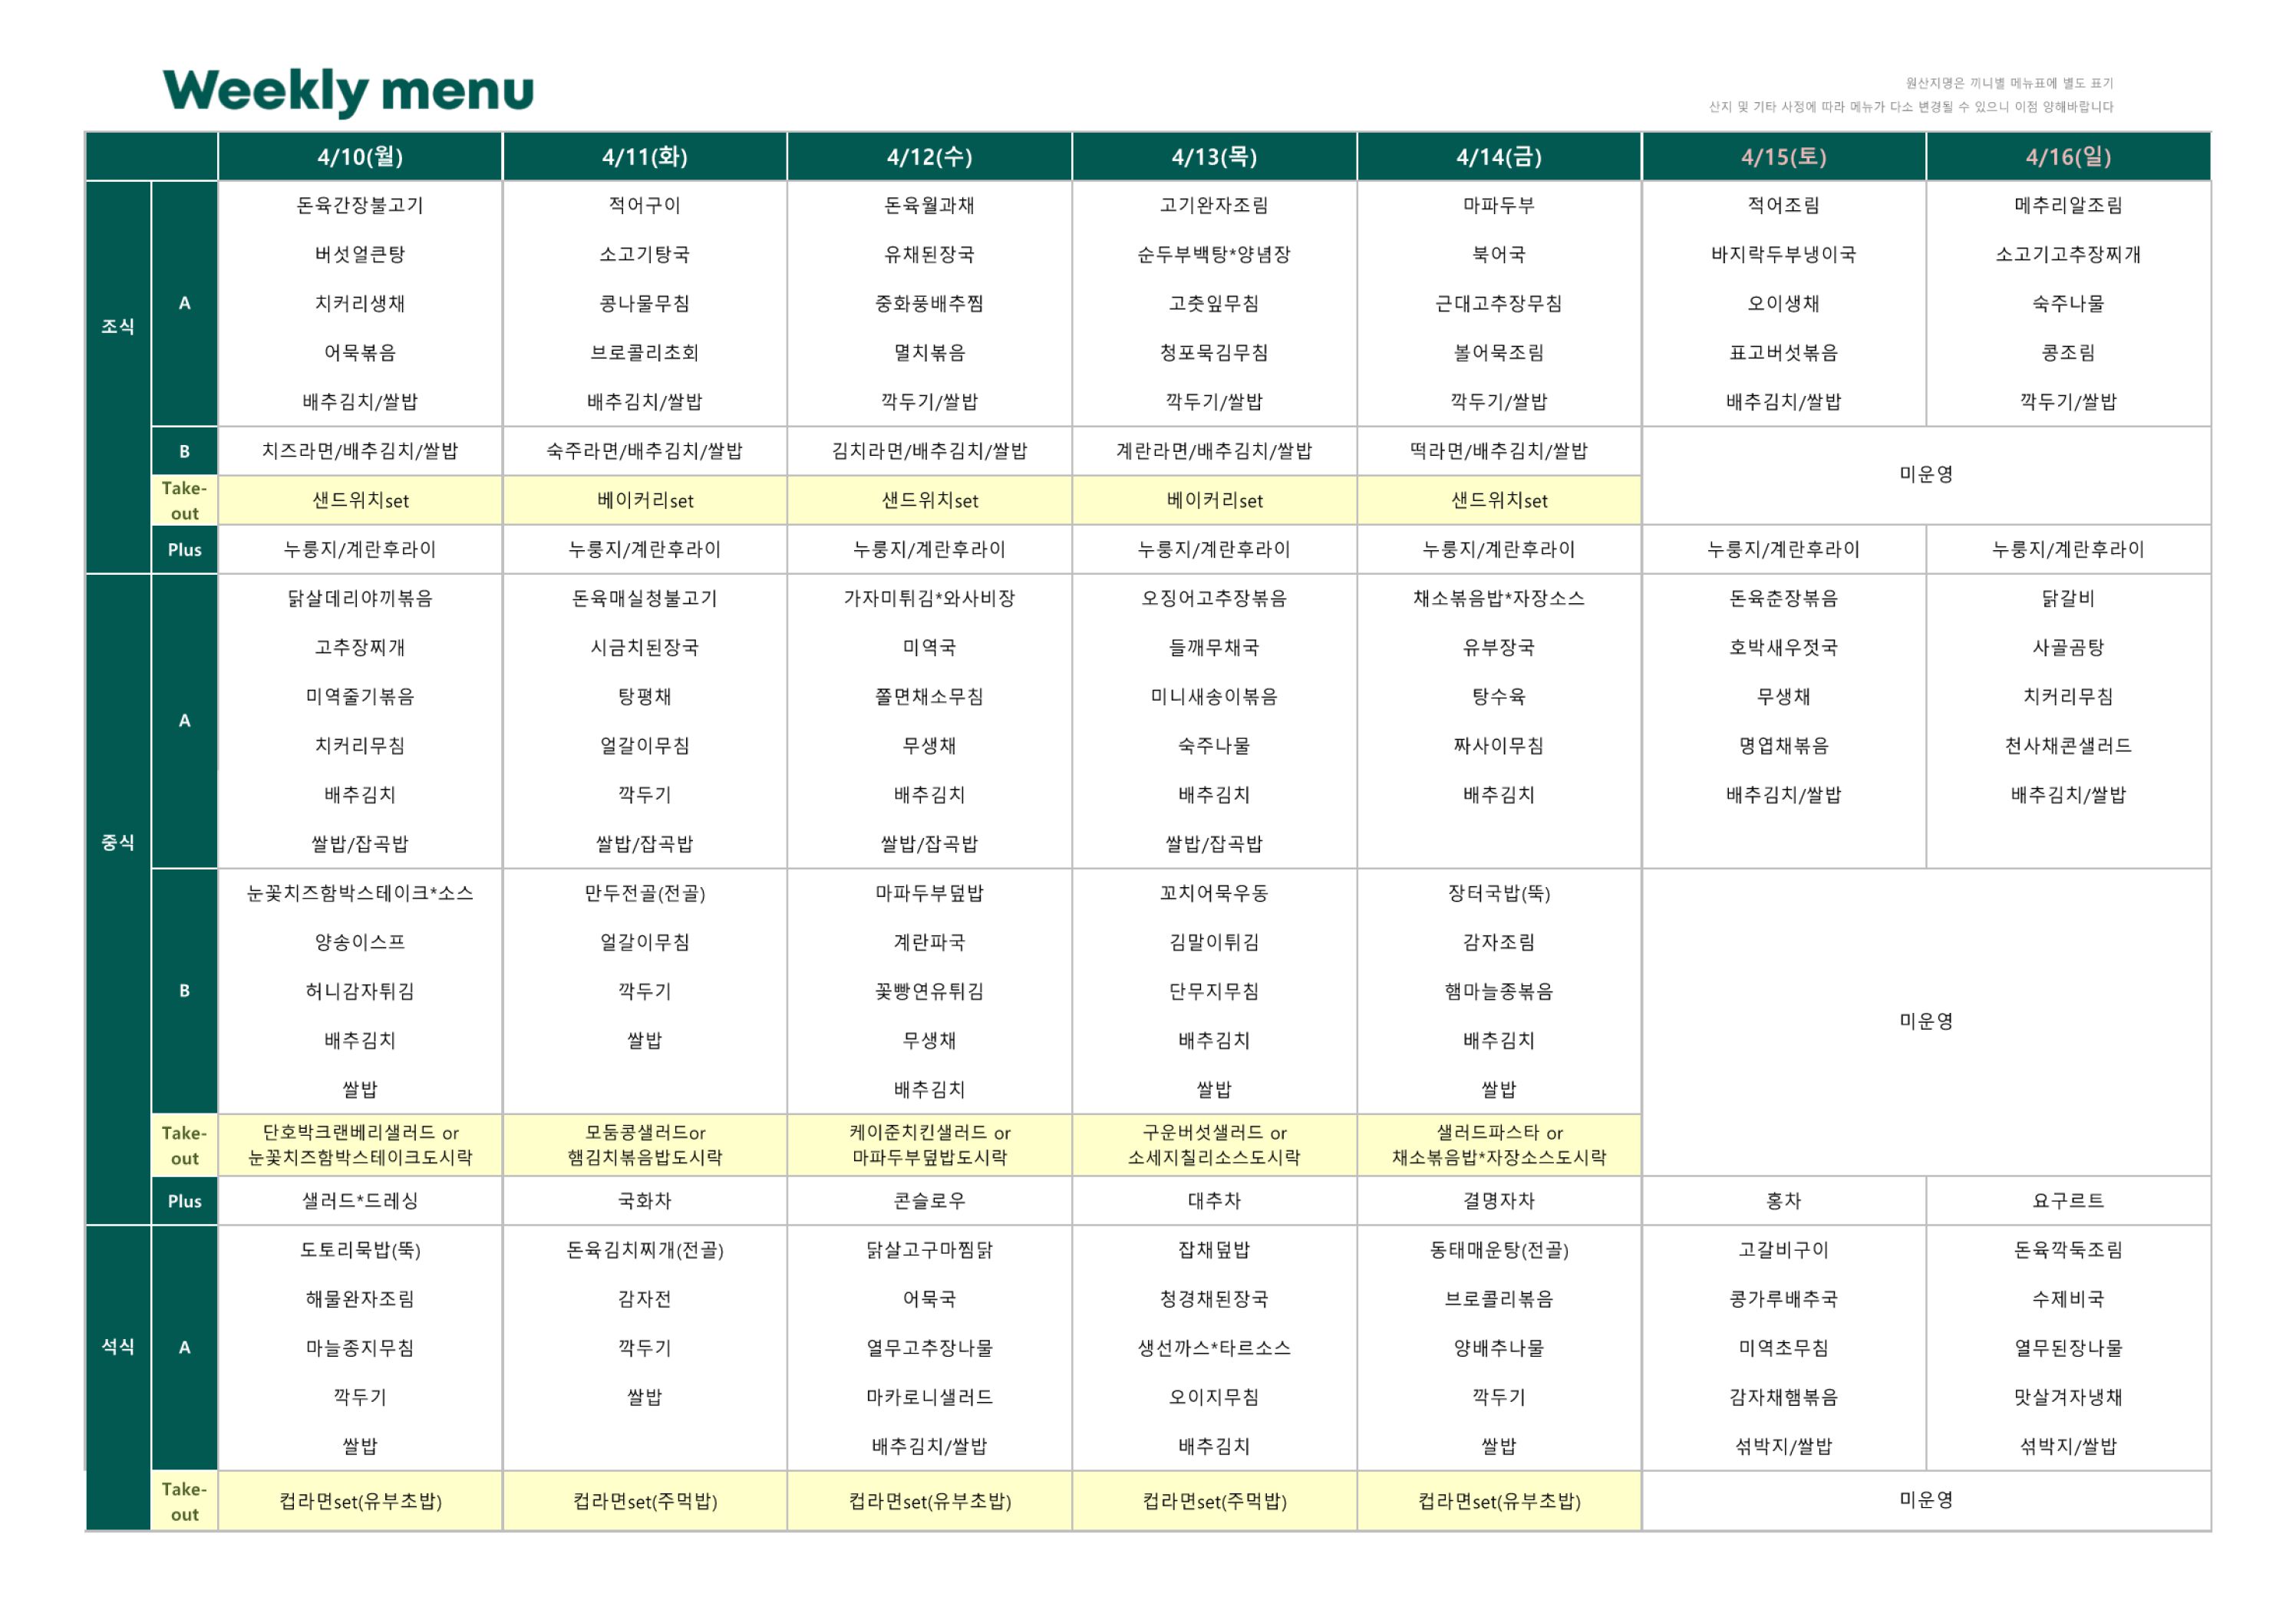 Weekly menu
원산지명은 끼니별 메뉴표에 별도 표기
산지 및 기타 사정에 따라 메뉴가 다소 변경될 수 있으니 이점 양해바랍니다
4/10(월) 4/11(화) 4/12(수) 4/13(목) 4/14(금) 4/15(토) 4/16(일)
조식
A
돈육간장불고기 적어구이 돈육월과채 고기완자조림 마파두부 적어조림 메추리알조림
버섯얼큰탕 소고기탕국 유채된장국 순두부백탕*양념장 북어국 바지락두부냉이국 소고기고추장찌개
치커리생채 콩나물무침 중화풍배추찜 고춧잎무침 근대고추장무침 오이생채 숙주나물
어묵볶음 브로콜리초회 멸치볶음 청포묵김무침 볼어묵조림 표고버섯볶음 콩조림
배추김치/쌀밥 배추김치/쌀밥 깍두기/쌀밥 깍두기/쌀밥 깍두기/쌀밥 배추김치/쌀밥 깍두기/쌀밥
B 치즈라면/배추김치/쌀밥 숙주라면/배추김치/쌀밥 김치라면/배추김치/쌀밥 계란라면/배추김치/쌀밥 떡라면/배추김치/쌀밥 미운영
Take-
out 샌드위치set 베이커리set 샌드위치set 베이커리set 샌드위치set
Plus 누룽지/계란후라이 누룽지/계란후라이 누룽지/계란후라이 누룽지/계란후라이 누룽지/계란후라이 누룽지/계란후라이 누룽지/계란후라이
중식
A
닭살데리야끼볶음 돈육매실청불고기 가자미튀김*와사비장 오징어고추장볶음 채소볶음밥*자장소스 돈육춘장볶음 닭갈비
고추장찌개 시금치된장국 미역국 들깨무채국 유부장국 호박새우젓국 사골곰탕
미역줄기볶음 탕평채 쫄면채소무침 미니새송이볶음 탕수육 무생채 치커리무침
치커리무침 얼갈이무침 무생채 숙주나물 짜사이무침 명엽채볶음 천사채콘샐러드
배추김치 깍두기 배추김치 배추김치 배추김치 배추김치/쌀밥 배추김치/쌀밥
쌀밥/잡곡밥 쌀밥/잡곡밥 쌀밥/잡곡밥 쌀밥/잡곡밥
B
눈꽃치즈함박스테이크*소스 만두전골(전골) 마파두부덮밥 꼬치어묵우동 장터국밥(뚝)
양송이스프 얼갈이무침 계란파국 김말이튀김 감자조림
허니감자튀김 깍두기 꽃빵연유튀김 단무지무침 햄마늘종볶음
배추김치 쌀밥 무생채 배추김치 배추김치
쌀밥 배추김치 쌀밥 쌀밥
미운영
Take-
out
단호박크랜베리샐러드 or 모둠콩샐러드or 케이준치킨샐러드 or 구운버섯샐러드 or 샐러드파스타 or
눈꽃치즈함박스테이크도시락 햄김치볶음밥도시락 마파두부덮밥도시락 소세지칠리소스도시락 채소볶음밥*자장소스도시락
Plus 샐러드*드레싱 국화차 콘슬로우 대추차 결명자차 홍차 요구르트
석식
A
도토리묵밥(뚝) 돈육김치찌개(전골) 닭살고구마찜닭 잡채덮밥 동태매운탕(전골) 고갈비구이 돈육깍둑조림
해물완자조림 감자전 어묵국 청경채된장국 브로콜리볶음 콩가루배추국 수제비국
마늘종지무침 깍두기 열무고추장나물 생선까스*타르소스 양배추나물 미역초무침 열무된장나물
깍두기 쌀밥 마카로니샐러드 오이지무침 깍두기 감자채햄볶음 맛살겨자냉채
쌀밥 배추김치/쌀밥 배추김치 쌀밥 섞박지/쌀밥 섞박지/쌀밥
Take-
out 컵라면set(유부초밥) 컵라면set(주먹밥) 컵라면set(유부초밥) 컵라면set(주먹밥) 컵라면set(유부초밥) 미운영